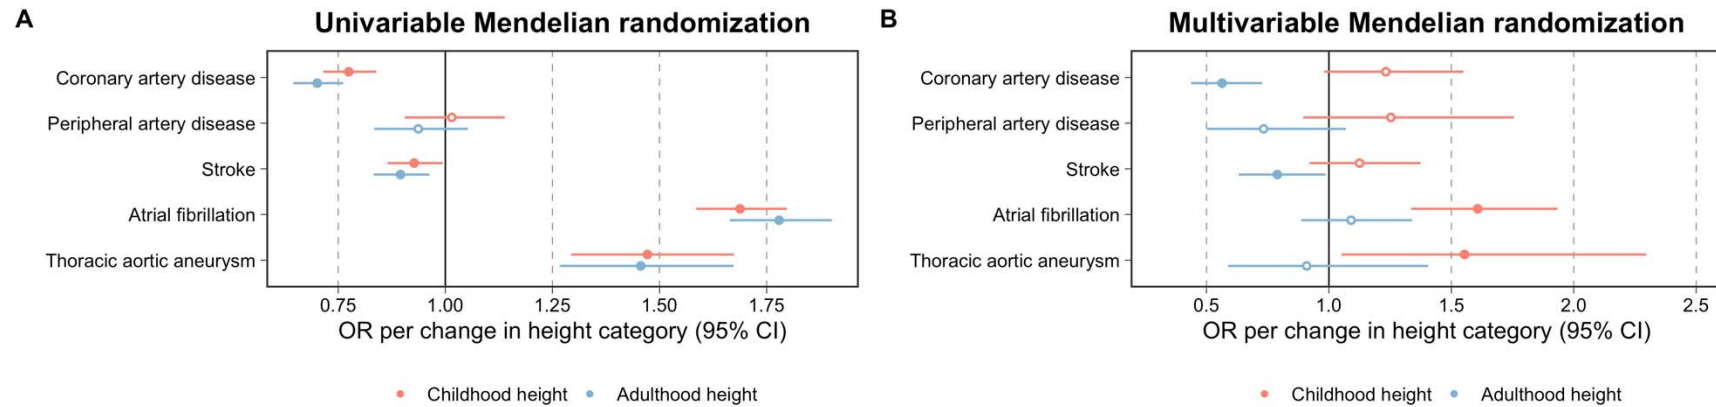 A
Univariable Mendelian randomization
Coronary artery disease
Peripheral artery disease
Stroke
Atrial fibrillation
Thoracic aortic aneurysm
0.75 1.00 1.25 1.50 1.75
OR per change in height category (95% CI)
Childhood height Adulthood height
B
Multivariable Mendelian randomization
Coronary artery disease
Peripheral artery disease
Stroke
Atrial fibrillation
Thoracic aortic aneurysm
0.5 1.0 1.5 2.0 2.5
OR per change in height category (95% CI)
Childhood height Adulthood height